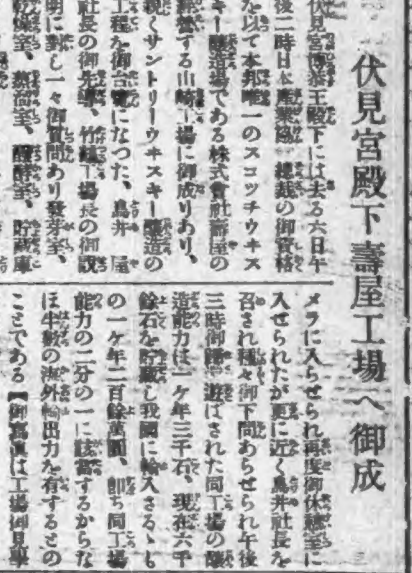 伏見宮殿下壽屋工場へ御成
伏見宮博恭王殿下には去る六日午
後二時日本産業協 總裁の御資格
を以て本邦唯一のスコッチウヰス
キー醸造場である株式會社壽屋の
經營する山崎工場に御成りあり、
親くサントリーウヰスキー醸造の
工程を御台覽になつた、鳥井 屋
社長の御先導、竹鶴工場長の御説
明に對し一々御質問あり發芽室、
乾燥室、 室、醱酵室、貯藏庫
メラに入らせられ再度御休憩室に
入せられたが更に近く鳥井社長を
召され種々御下問あらせられ午後
三時御機 遊ばされた同工場の醸
造能力は一ケ年三千石、現在六千
餘石を貯藏し我國に輸入さるゝも
の一ケ年二百餘萬圓、卽ち同工場
能力の二分の一に該當するからな
ほ半數の海外輸出力を有するとの
ことである【御寫眞は工場御見學